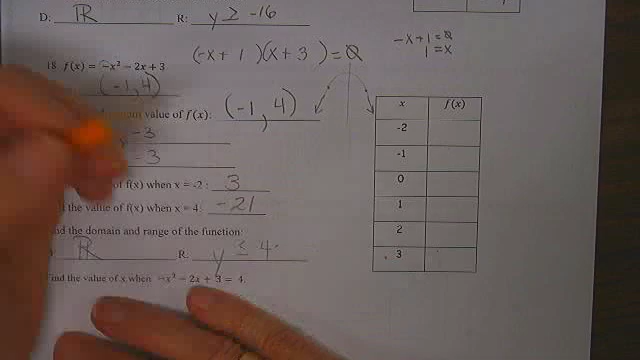 D: ℝ R: y ≥ -16
(-x + 1)(x + 3) = 0
-x + 1 = 0
1 = x
18 f(x) = -x² - 2x + 3
(-1, 4)
value of f(x): (-1, 4)
-3
-3
of f(x) when x = -2: 3
the value of f(x) when x = 4: -21
the domain and range of the function:
ℝ R: y ≤ 4
Find the value of x when -x² - 2x + 3 = 4.
x f(x)
-2
-1
0
1
2
3